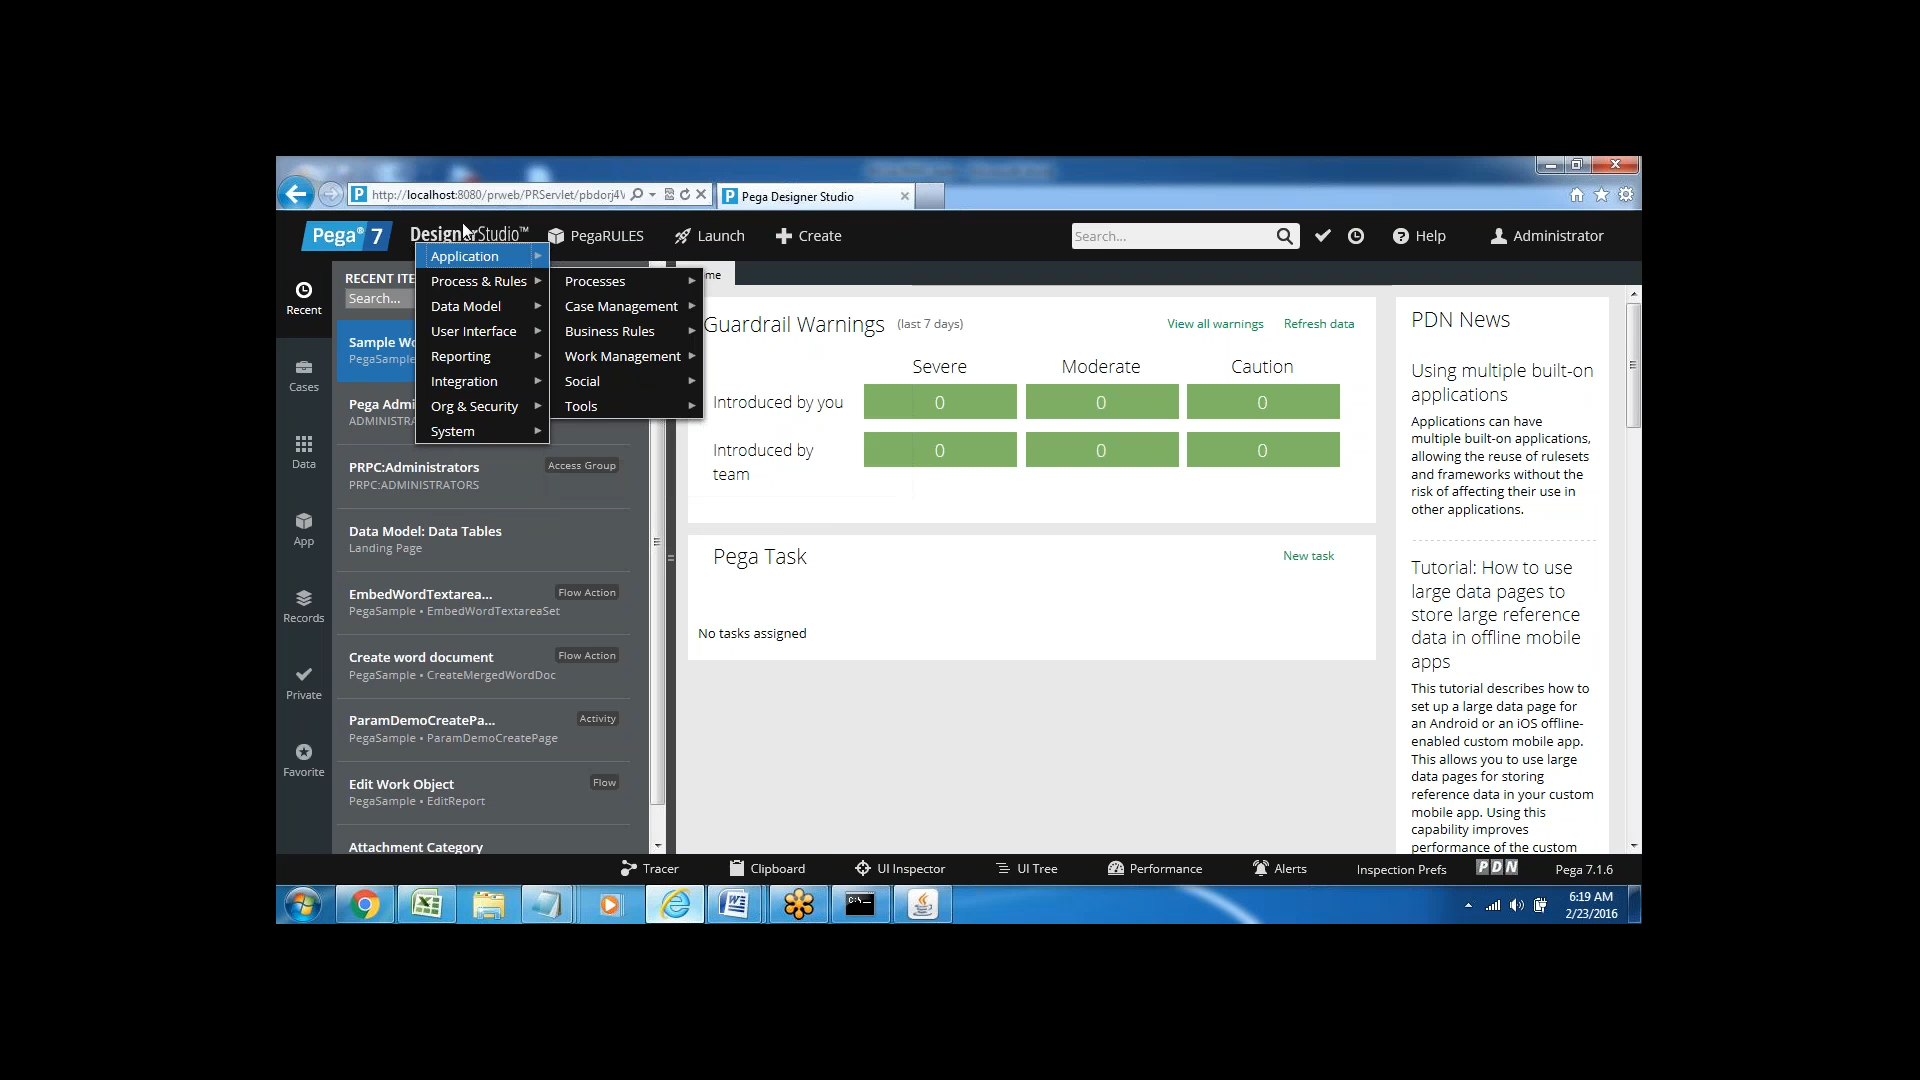 http://localhost:8080/prweb/PRServlet/pbdorj4V
Pega Designer Studio
Pega® 7
DesignerStudio™
PegaRULES
Launch
Create
Search...
Help
Administrator
Recent
Cases
Data
App
Records
Private
Favorite
RECENT ITE
Search...
Sample Wo
PegaSample
Pega Admi
ADMINISTRA
PRPC:Administrators
Access Group
PRPC:ADMINISTRATORS
Data Model: Data Tables
Landing Page
EmbedWordTextarea...
Flow Action
PegaSample • EmbedWordTextareaSet
Create word document
Flow Action
PegaSample • CreateMergedWordDoc
ParamDemoCreatePa...
Activity
PegaSample • ParamDemoCreatePage
Edit Work Object
Flow
PegaSample • EditReport
Attachment Category
Application
Process & Rules
Data Model
User Interface
Reporting
Integration
Org & Security
System
Processes
Case Management
Business Rules
Work Management
Social
Tools
ome
Guardrail Warnings (last 7 days)
View all warnings
Refresh data
Severe Moderate Caution
Introduced by you 0 0 0
Introduced by
team
0 0 0
Pega Task
New task
No tasks assigned
PDN News
Using multiple built-on
applications
Applications can have
multiple built-on applications,
allowing the reuse of rulesets
and frameworks without the
risk of affecting their use in
other applications.
Tutorial: How to use
large data pages to
store large reference
data in offline mobile
apps
This tutorial describes how to
set up a large data page for
an Android or an iOS offline-
enabled custom mobile app.
This allows you to use large
data pages for storing
reference data in your custom
mobile app. Using this
capability improves
performance of the custom
Tracer
Clipboard
UI Inspector
UI Tree
Performance
Alerts
Inspection Prefs
PDN
Pega 7.1.6
C:\.
6:19 AM
2/23/2016